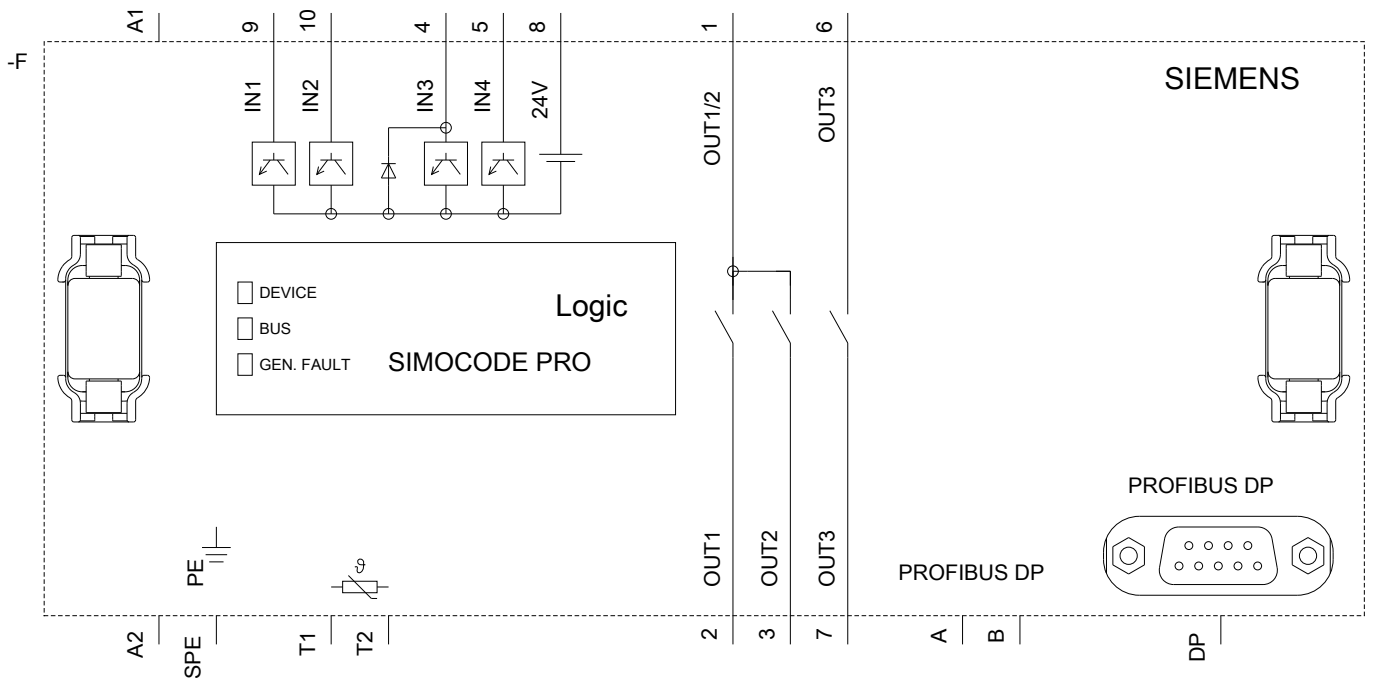 A1
9
10
4
5
8
1
6
-F
IN1
IN2
IN3
IN4
24V
OUT1/2
OUT3
SIEMENS
DEVICE
BUS
GEN. FAULT
Logic
SIMOCODE PRO
PROFIBUS DP
PE
ϑ
OUT1
OUT2
OUT3
PROFIBUS DP
A2
SPE
T1
T2
2
3
7
A
B
DP